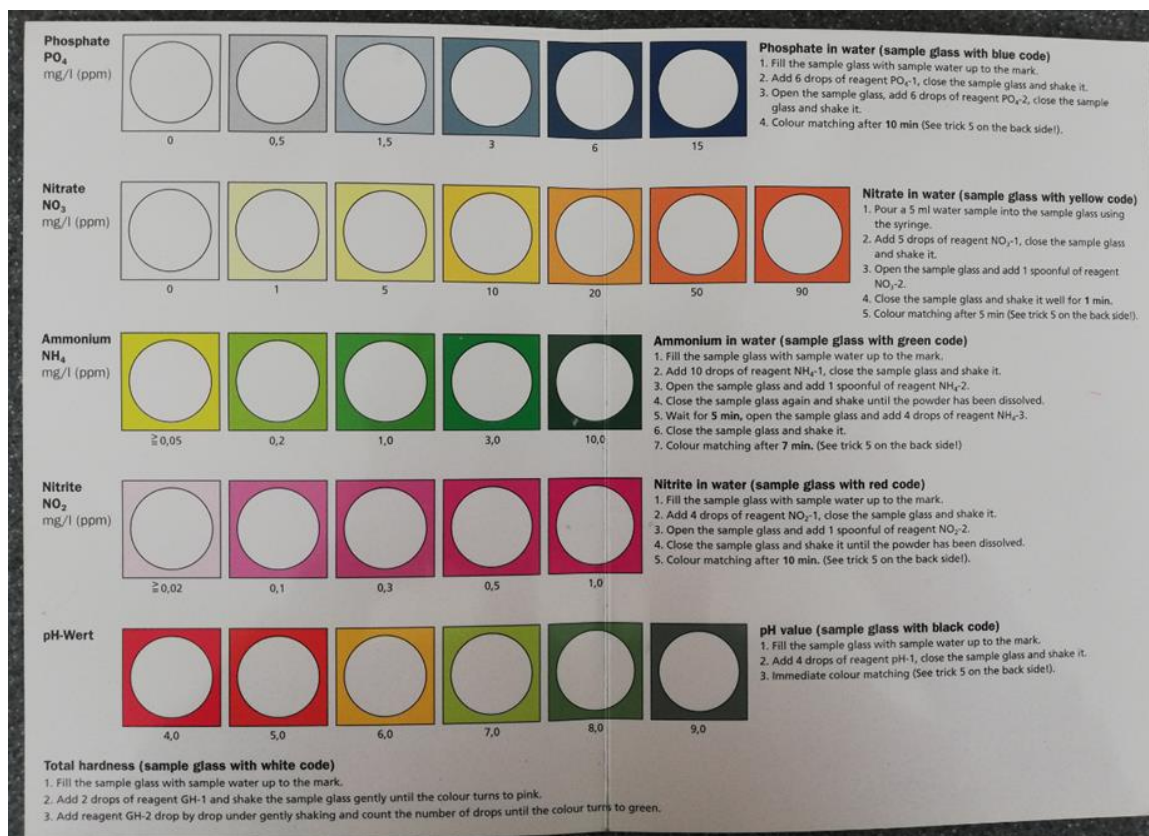 Phosphate
PO₄
mg/l (ppm)
0 0,5 1,5 3 6 15
Phosphate in water (sample glass with blue code)
1. Fill the sample glass with sample water up to the mark.
2. Add 6 drops of reagent PO₄-1, close the sample glass and shake it.
3. Open the sample glass, add 6 drops of reagent PO₄-2, close the sample
glass and shake it.
4. Colour matching after 10 min (See trick 5 on the back side!).
Nitrate
NO₃
mg/l (ppm)
0 1 5 10 20 50 90
Nitrate in water (sample glass with yellow code)
1. Pour a 5 ml water sample into the sample glass using
the syringe.
2. Add 5 drops of reagent NO₃-1, close the sample glass
and shake it.
3. Open the sample glass and add 1 spoonful of reagent
NO₃-2.
4. Close the sample glass and shake it well for 1 min.
5. Colour matching after 5 min (See trick 5 on the back side!).
Ammonium
NH₄
mg/l (ppm)
≧0,05 0,2 1,0 3,0 10,0
Ammonium in water (sample glass with green code)
1. Fill the sample glass with sample water up to the mark.
2. Add 10 drops of reagent NH₄-1, close the sample glass and shake it.
3. Open the sample glass and add 1 spoonful of reagent NH₄-2.
4. Close the sample glass again and shake until the powder has been dissolved.
5. Wait for 5 min, open the sample glass and add 4 drops of reagent NH₄-3.
6. Close the sample glass and shake it.
7. Colour matching after 7 min. (See trick 5 on the back side!)
Nitrite
NO₂
mg/l (ppm)
≧0,02 0,1 0,3 0,5 1,0
Nitrite in water (sample glass with red code)
1. Fill the sample glass with sample water up to the mark.
2. Add 4 drops of reagent NO₂-1, close the sample glass and shake it.
3. Open the sample glass and add 1 spoonful of reagent NO₂-2.
4. Close the sample glass and shake it until the powder has been dissolved.
5. Colour matching after 10 min. (See trick 5 on the back side!).
pH-Wert
4,0 5,0 6,0 7,0 8,0 9,0
pH value (sample glass with black code)
1. Fill the sample glass with sample water up to the mark.
2. Add 4 drops of reagent pH-1, close the sample glass and shake it.
3. Immediate colour matching (See trick 5 on the back side!).
Total hardness (sample glass with white code)
1. Fill the sample glass with sample water up to the mark.
2. Add 2 drops of reagent GH-1 and shake the sample glass gently until the colour turns to pink.
3. Add reagent GH-2 drop by drop under gently shaking and count the number of drops until the colour turns to green.